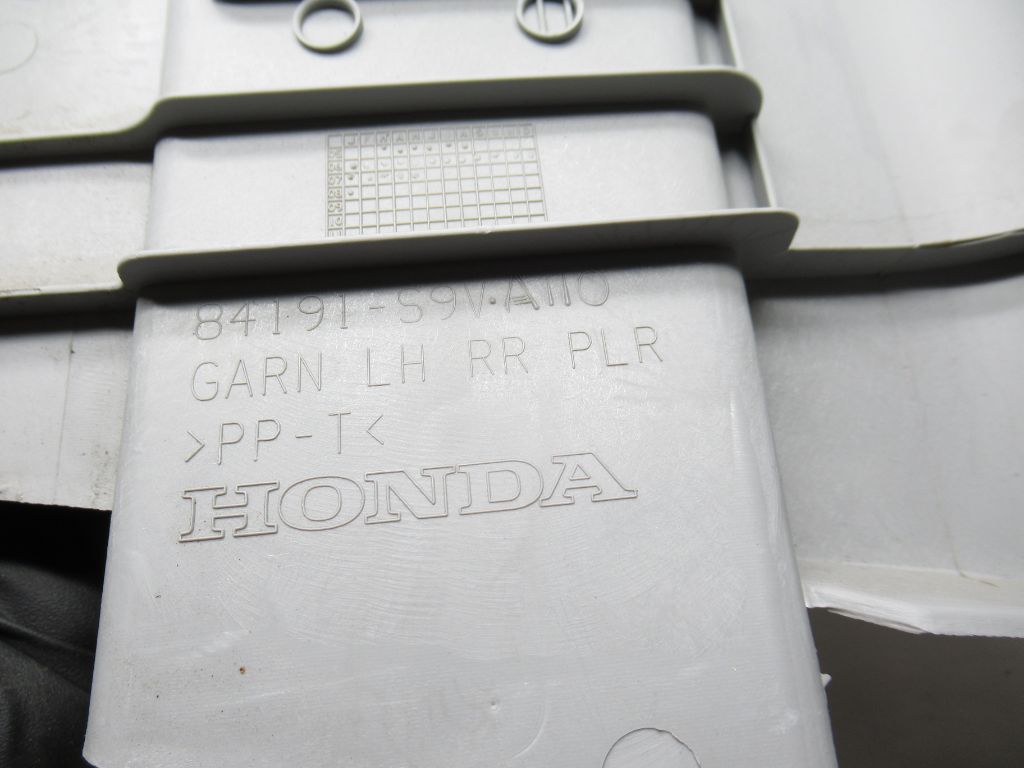 J F M A M J J A S O N D
84191-S9V-A110
GARN LH RR PLR
>PP-T<
HONDA